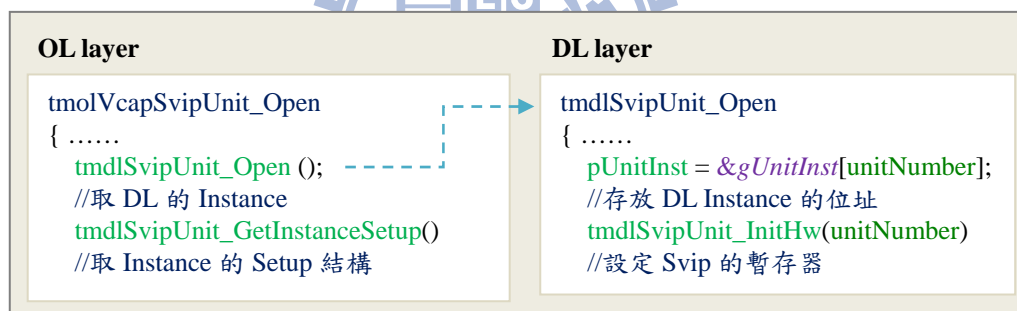 OL layer
tmolVcapSvipUnit_Open
{ ……
tmdlSvipUnit_Open ();
//取 DL 的 Instance
tmdlSvipUnit_GetInstanceSetup()
//取 Instance 的 Setup 結構
DL layer
tmdlSvipUnit_Open
{ ……
pUnitInst = &gUnitInst[unitNumber];
//存放 DL Instance 的位址
tmdlSvipUnit_InitHw(unitNumber)
//設定 Svip 的暫存器